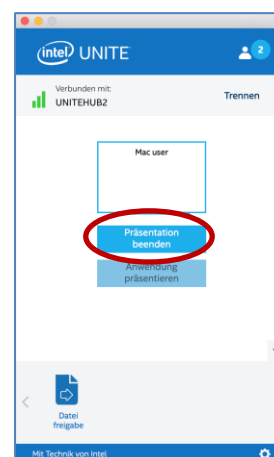 intel UNITE
2
Verbunden mit:
UNITEHUB2
Trennen
Mac user
Präsentation
beenden
Anwendung
präsentieren
Datei
freigabe
Mit Technik von Intel